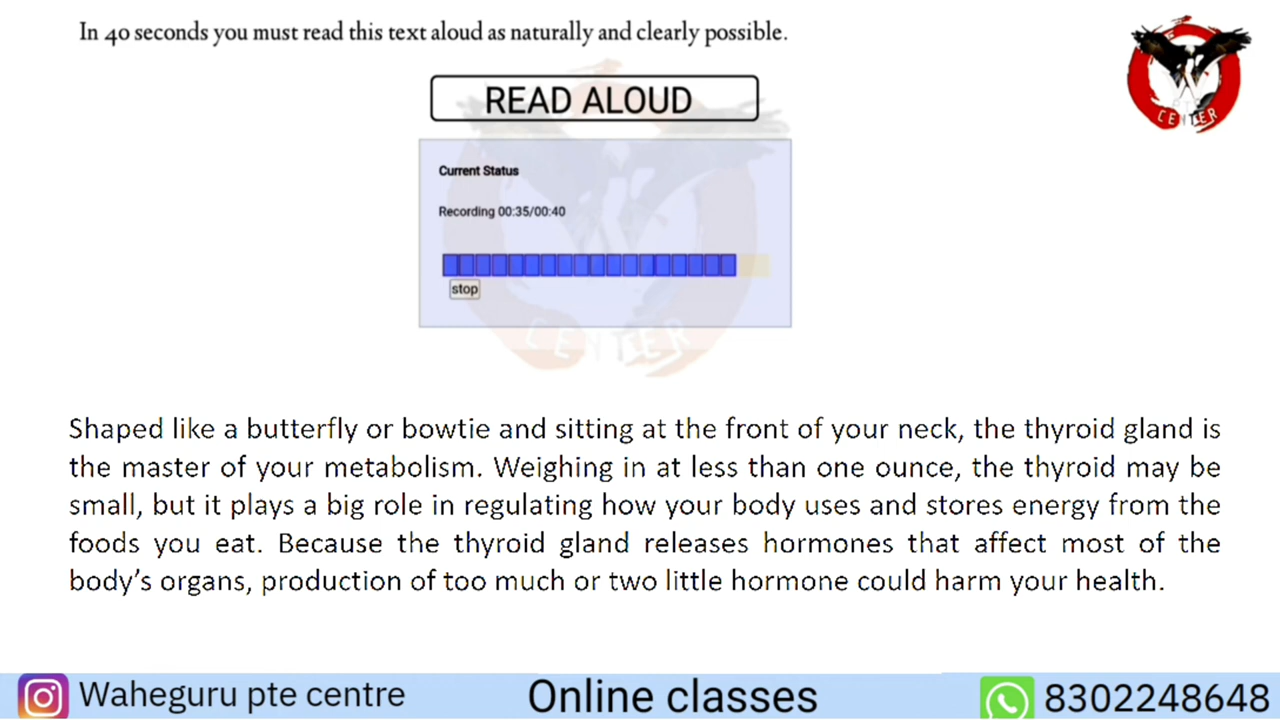 In 40 seconds you must read this text aloud as naturally and clearly possible.
READ ALOUD
CENTER
Current Status
Recording 00:35/00:40
stop
CENTER
Shaped like a butterfly or bowtie and sitting at the front of your neck, the thyroid gland is
the master of your metabolism. Weighing in at less than one ounce, the thyroid may be
small, but it plays a big role in regulating how your body uses and stores energy from the
foods you eat. Because the thyroid gland releases hormones that affect most of the
body's organs, production of too much or two little hormone could harm your health.
Waheguru pte centre
Online classes
8302248648